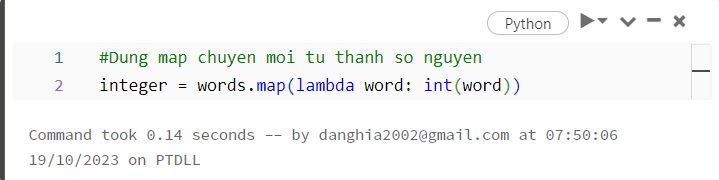 Python
1 #Dung map chuyen moi tu thanh so nguyen
2 integer = words.map(lambda word: int(word))
Command took 0.14 seconds -- by danghia2002@gmail.com at 07:50:06
19/10/2023 on PTDLL